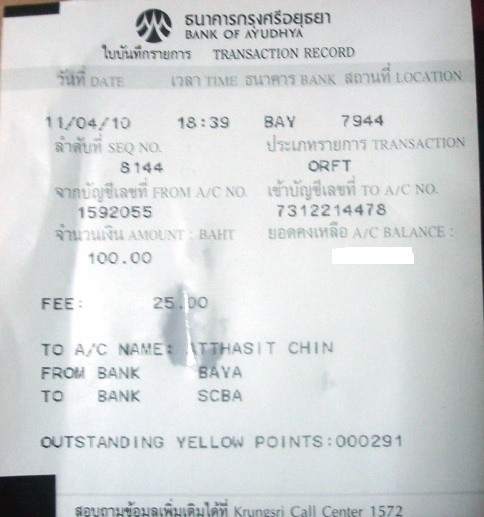 ธนาคารกรุงศรีอยุธยา
BANK OF AYUDHYA
ใบบันทึกรายการ TRANSACTION RECORD
วันที่ DATE เวลา TIME ธนาคาร BANK สถานที่ LOCATION
11/04/10 18:39 BAY 7944
ลำดับที่ SEQ NO. ประเภทรายการ TRANSACTION
8144 ORFT
จากบัญชีเลขที่ FROM A/C NO. เข้าบัญชีเลขที่ TO A/C NO.
1592055 7312214478
จำนวนเงิน AMOUNT : BAHT ยอดคงเหลือ A/C BALANCE :
100.00
FEE: 25.00
TO A/C NAME: ATTHASIT CHIN
FROM BANK BAYA
TO BANK SCBA
OUTSTANDING YELLOW POINTS:000291
สอบถามข้อมูลเพิ่มเติมได้ที่ Krungsri Call Center 1572